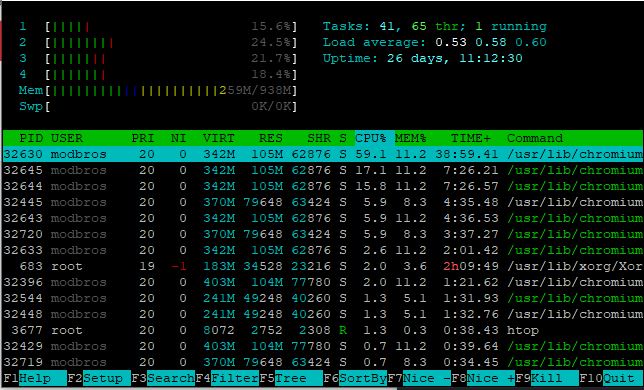 1 [||||| 15.6%] Tasks: 41, 65 thr; 1 running
2 [||||||||| 24.5%] Load average: 0.53 0.58 0.60
3 [|||||||| 21.7%] Uptime: 26 days, 11:12:30
4 [||||||| 18.4%]
Mem[|||||||||||||||||||||||259M/938M]
Swp[ 0K/0K]
PID USER PRI NI VIRT RES SHR S CPU% MEM% TIME+ Command
32630 modbros 20 0 342M 105M 62876 S 59.1 11.2 38:59.41 /usr/lib/chromium
32645 modbros 20 0 342M 105M 62876 S 17.1 11.2 7:26.21 /usr/lib/chromium
32644 modbros 20 0 342M 105M 62876 S 15.8 11.2 7:26.57 /usr/lib/chromium
32445 modbros 20 0 370M 79648 63424 S 5.9 8.3 4:35.48 /usr/lib/chromium
32643 modbros 20 0 342M 105M 62876 S 5.9 11.2 4:36.53 /usr/lib/chromium
32720 modbros 20 0 370M 79648 63424 S 5.9 8.3 3:37.27 /usr/lib/chromium
32633 modbros 20 0 342M 105M 62876 S 2.6 11.2 2:01.42 /usr/lib/chromium
683 root 19 -1 183M 34528 23216 S 2.0 3.6 2h09:49 /usr/lib/xorg/Xor
32396 modbros 20 0 403M 104M 77780 S 2.0 11.2 1:21.62 /usr/lib/chromium
32544 modbros 20 0 241M 49248 40260 S 1.3 5.1 1:31.93 /usr/lib/chromium
32448 modbros 20 0 241M 49248 40260 S 1.3 5.1 1:32.76 /usr/lib/chromium
3677 root 20 0 8072 2752 2308 R 1.3 0.3 0:38.43 htop
32429 modbros 20 0 403M 104M 77780 S 0.7 11.2 0:39.64 /usr/lib/chromium
32719 modbros 20 0 370M 79648 63424 S 0.7 8.3 0:34.45 /usr/lib/chromium
F1Help F2Setup F3SearchF4FilterF5Tree F6SortByF7Nice -F8Nice +F9Kill F10Quit